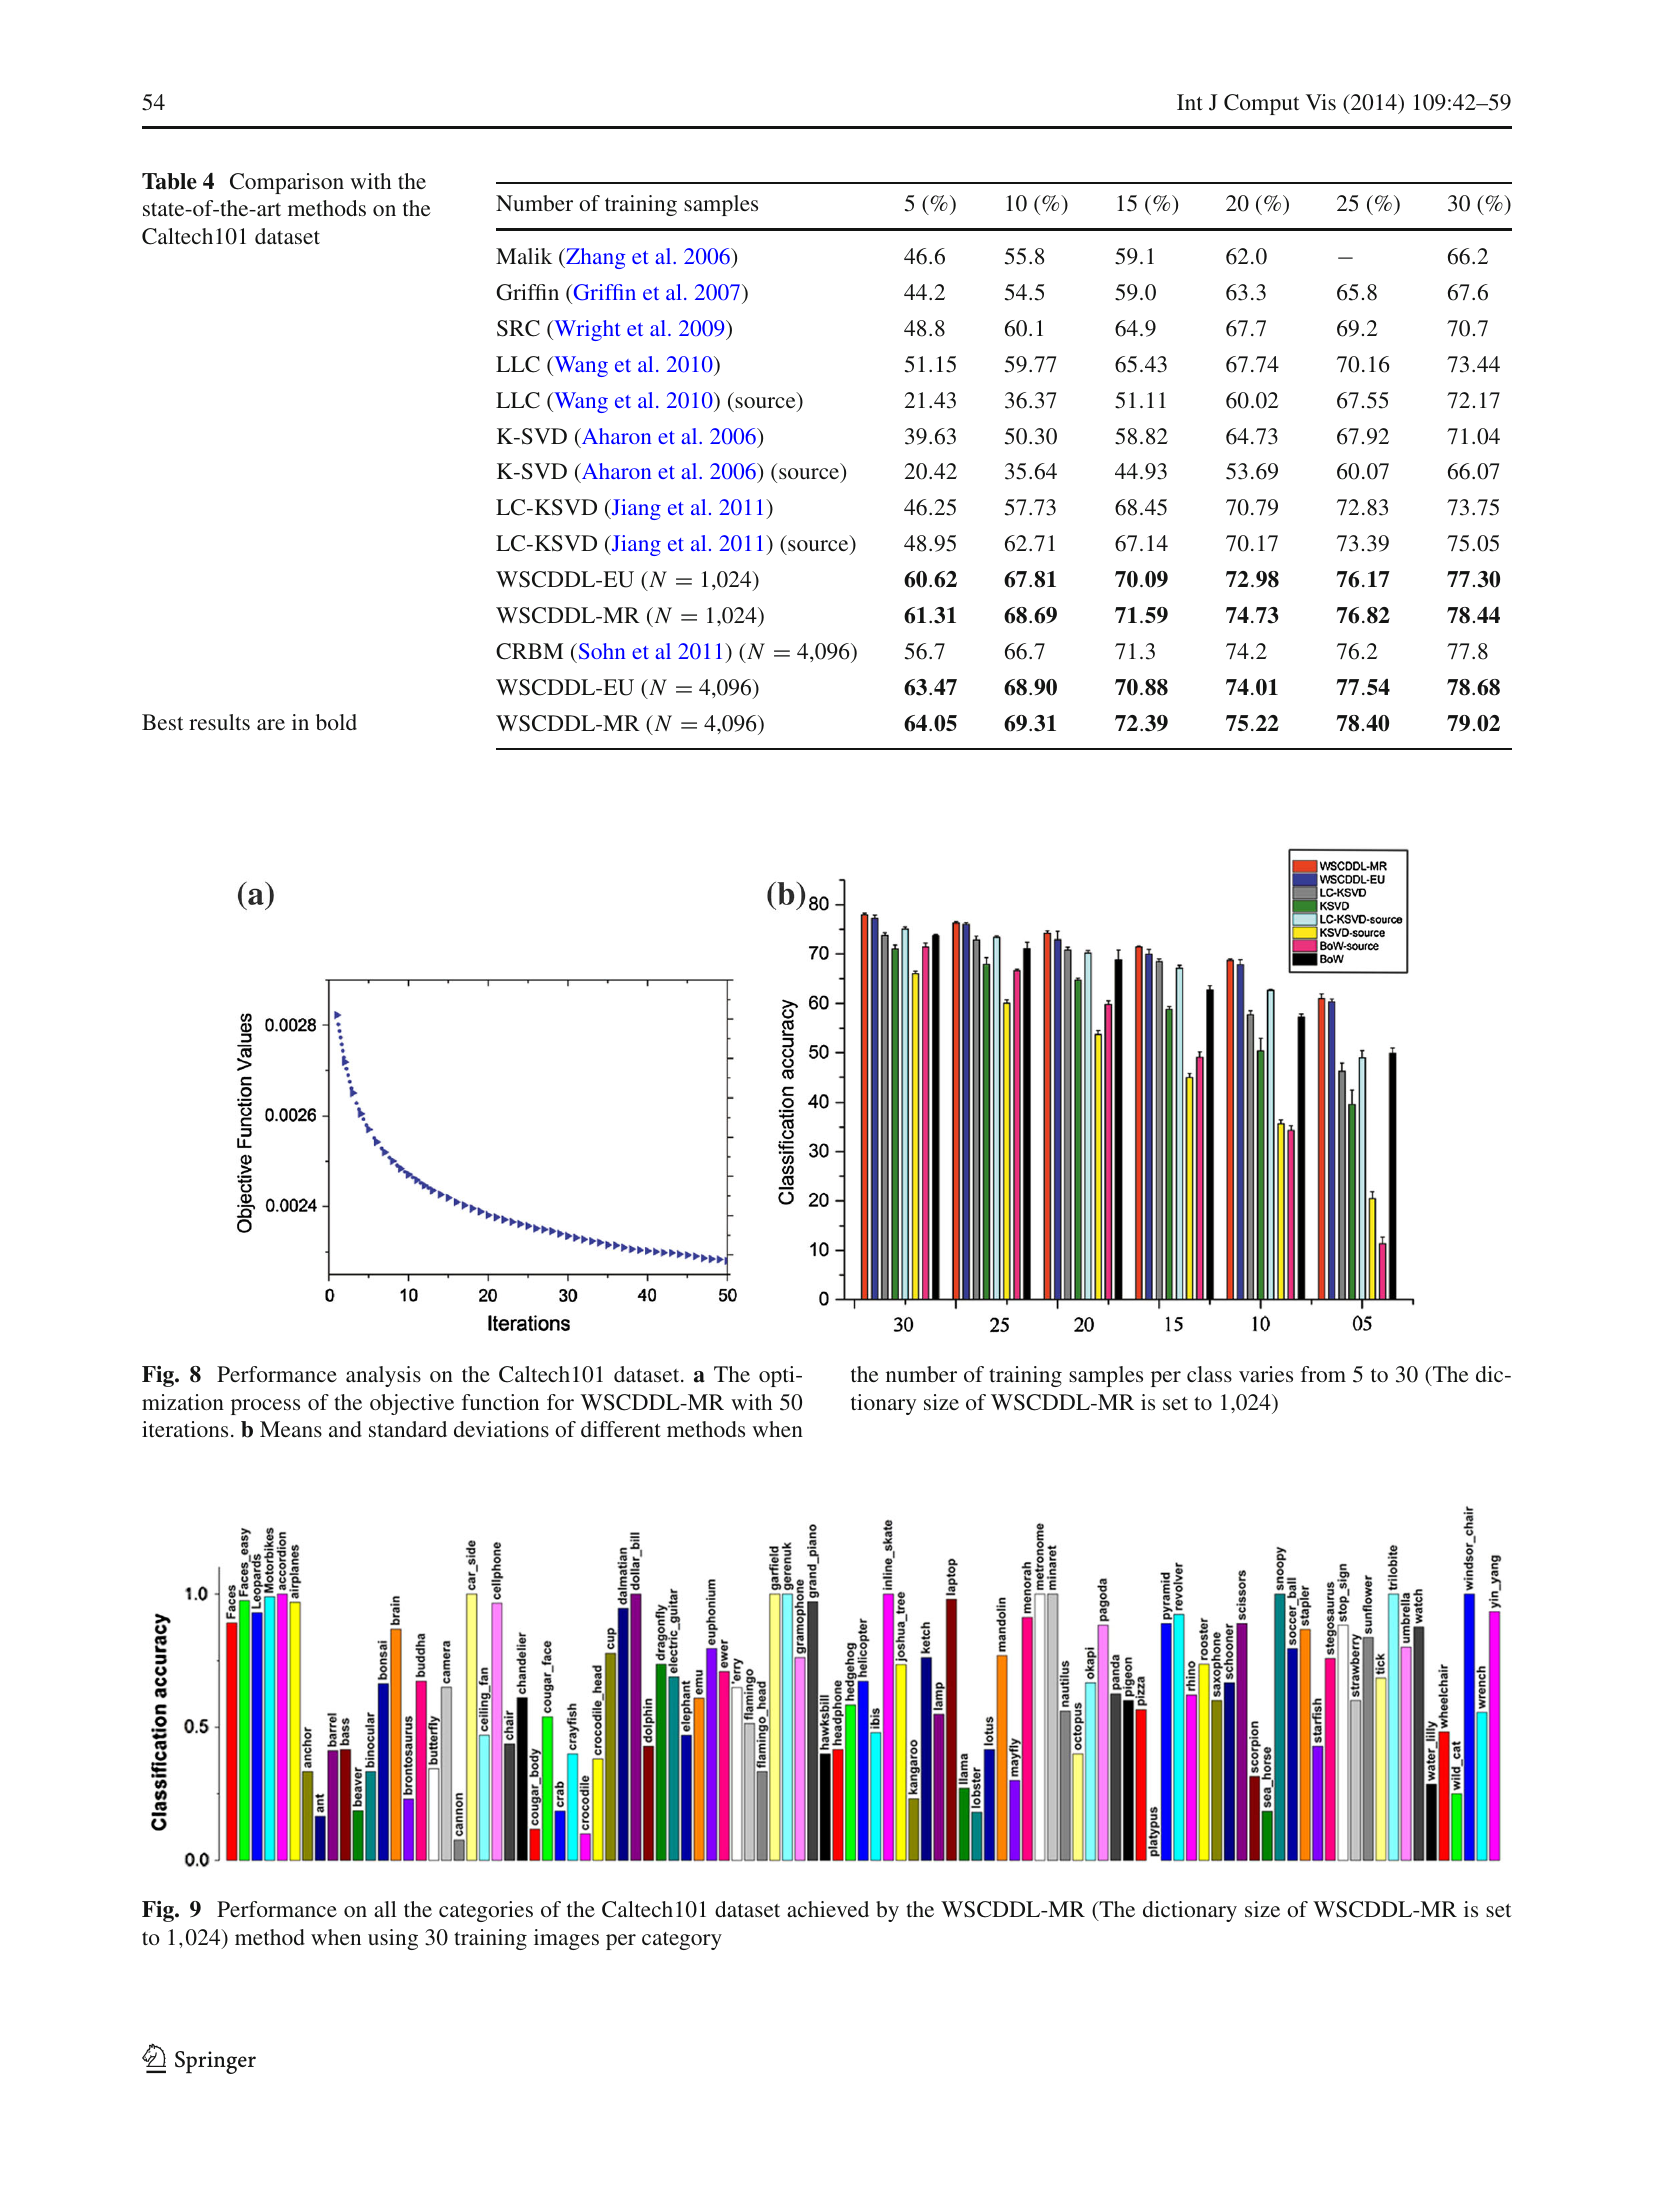 54
Int J Comput Vis (2014) 109:42–59
Table 4 Comparison with the
state-of-the-art methods on the
Caltech101 dataset
Number of training samples 5 (%) 10 (%) 15 (%) 20 (%) 25 (%) 30 (%)
Malik (Zhang et al. 2006) 46.6 55.8 59.1 62.0 – 66.2
Griffin (Griffin et al. 2007) 44.2 54.5 59.0 63.3 65.8 67.6
SRC (Wright et al. 2009) 48.8 60.1 64.9 67.7 69.2 70.7
LLC (Wang et al. 2010) 51.15 59.77 65.43 67.74 70.16 73.44
LLC (Wang et al. 2010) (source) 21.43 36.37 51.11 60.02 67.55 72.17
K-SVD (Aharon et al. 2006) 39.63 50.30 58.82 64.73 67.92 71.04
K-SVD (Aharon et al. 2006) (source) 20.42 35.64 44.93 53.69 60.07 66.07
LC-KSVD (Jiang et al. 2011) 46.25 57.73 68.45 70.79 72.83 73.75
LC-KSVD (Jiang et al. 2011) (source) 48.95 62.71 67.14 70.17 73.39 75.05
WSCDDL-EU (N = 1,024) 60.62 67.81 70.09 72.98 76.17 77.30
WSCDDL-MR (N = 1,024) 61.31 68.69 71.59 74.73 76.82 78.44
CRBM (Sohn et al 2011) (N = 4,096) 56.7 66.7 71.3 74.2 76.2 77.8
WSCDDL-EU (N = 4,096) 63.47 68.90 70.88 74.01 77.54 78.68
WSCDDL-MR (N = 4,096) 64.05 69.31 72.39 75.22 78.40 79.02
Best results are in bold
(a)
Objective Function Values
0.0028
0.0026
0.0024
0 10 20 30 40 50
Iterations
(b)
Classification accuracy
80
70
60
50
40
30
20
10
0
30 25 20 15 10 05
WSCDDL-MR
WSCDDL-EU
LC-KSVD
KSVD
LC-KSVD-source
KSVD-source
BoW-source
BoW
Fig. 8 Performance analysis on the Caltech101 dataset. a The opti-
mization process of the objective function for WSCDDL-MR with 50
iterations. b Means and standard deviations of different methods when
the number of training samples per class varies from 5 to 30 (The dic-
tionary size of WSCDDL-MR is set to 1,024)
Classification accuracy
1.0
0.5
0.0
Faces
Faces_easy
Leopards
Motorbikes
accordion
airplanes
anchor
ant
barrel
bass
beaver
binocular
bonsai
brain
brontosaurus
buddha
butterfly
camera
cannon
car_side
ceiling_fan
cellphone
chair
chandelier
cougar_body
cougar_face
crab
crayfish
crocodile
crocodile_head
cup
dalmatian
dollar_bill
dolphin
dragonfly
electric_guitar
elephant
emu
euphonium
ewer
'erry
flamingo
flamingo_head
garfield
gerenuk
gramophone
grand_piano
hawksbill
headphone
hedgehog
helicopter
ibis
inline_skate
joshua_tree
kangaroo
ketch
lamp
laptop
llama
lobster
lotus
mandolin
mayfly
menorah
metronome
minaret
nautilus
octopus
okapi
pagoda
panda
pigeon
pizza
platypus
pyramid
revolver
rhino
rooster
saxophone
schooner
scissors
scorpion
sea_horse
snoopy
soccer_ball
stapler
starfish
stegosaurus
stop_sign
strawberry
sunflower
tick
trilobite
umbrella
watch
water_lilly
wheelchair
wild_cat
windsor_chair
wrench
yin_yang
Fig. 9 Performance on all the categories of the Caltech101 dataset achieved by the WSCDDL-MR (The dictionary size of WSCDDL-MR is set
to 1,024) method when using 30 training images per category
Springer